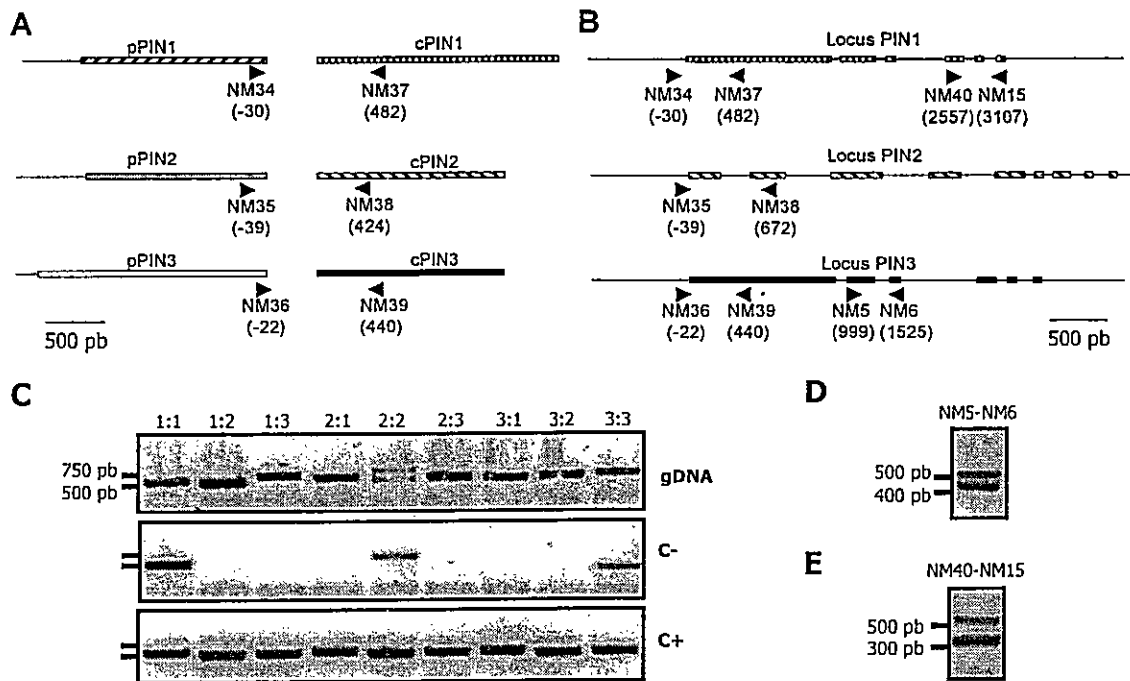 A
pPIN1
cPIN1
NM34
(-30)
NM37
(482)
pPIN2
cPIN2
NM35
(-39)
NM38
(424)
pPIN3
cPIN3
NM36
(-22)
NM39
(440)
500 pb
B
Locus PIN1
NM34
(-30)
NM37
(482)
NM40
(2557)
NM15
(3107)
Locus PIN2
NM35
(-39)
NM38
(672)
Locus PIN3
NM36
(-22)
NM39
(440)
NM5
(999)
NM6
(1525)
500 pb
C
1:1 1:2 1:3 2:1 2:2 2:3 3:1 3:2 3:3
750 pb
500 pb
gDNA
C-
C+
D
NM5-NM6
500 pb
400 pb
E
NM40-NM15
500 pb
300 pb